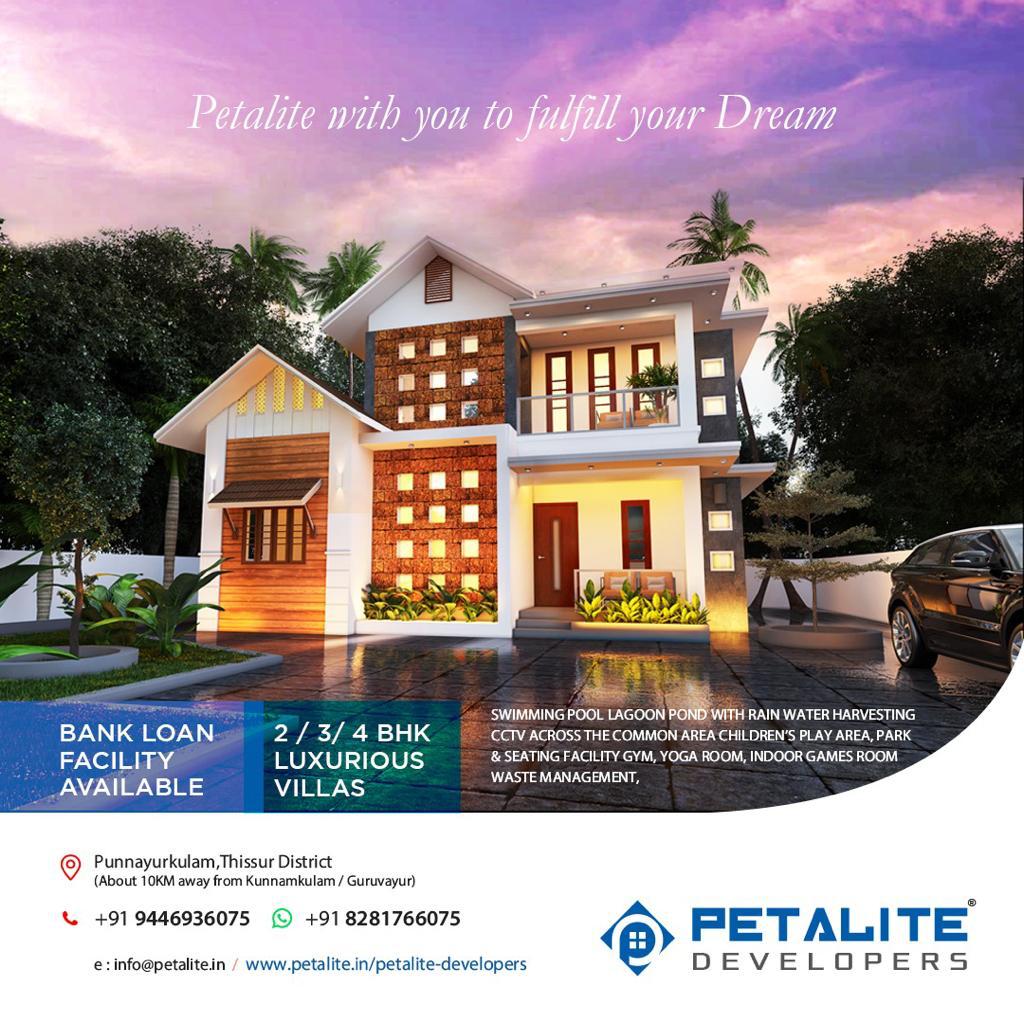 Petalite with you to fulfill your Dream
BANK LOAN
FACILITY
AVAILABLE
2 / 3/ 4 BHK
LUXURIOUS
VILLAS
SWIMMING POOL LAGOON POND WITH RAIN WATER HARVESTING
CCTV ACROSS THE COMMON AREA CHILDREN'S PLAY AREA, PARK
& SEATING FACILITY GYM, YOGA ROOM, INDOOR GAMES ROOM
WASTE MANAGEMENT,
Punnayurkulam,Thissur District
(About 10KM away from Kunnamkulam / Guruvayur)
+91 9446936075 +91 8281766075
e : info@petalite.in / www.petalite.in/petalite-developers
PETALITE®
DEVELOPERS